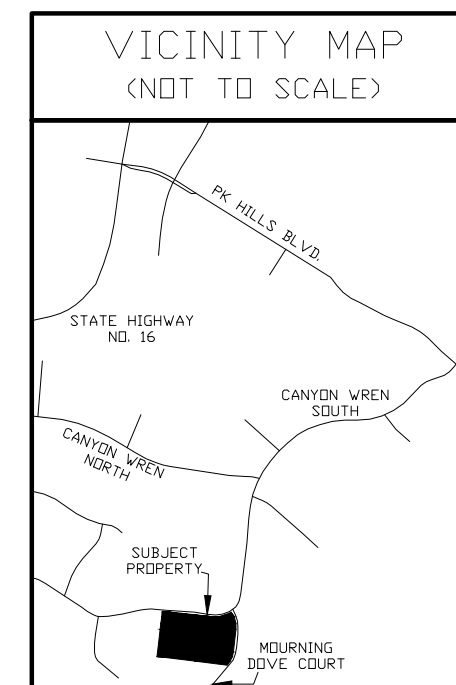 VICINITY MAP
(NOT TO SCALE)
PK HILLS BLVD.
STATE HIGHWAY
NO. 16
CANYON WREN
SOUTH
CANYON WREN
NORTH
SUBJECT
PROPERTY
MOURNING
DOVE COURT